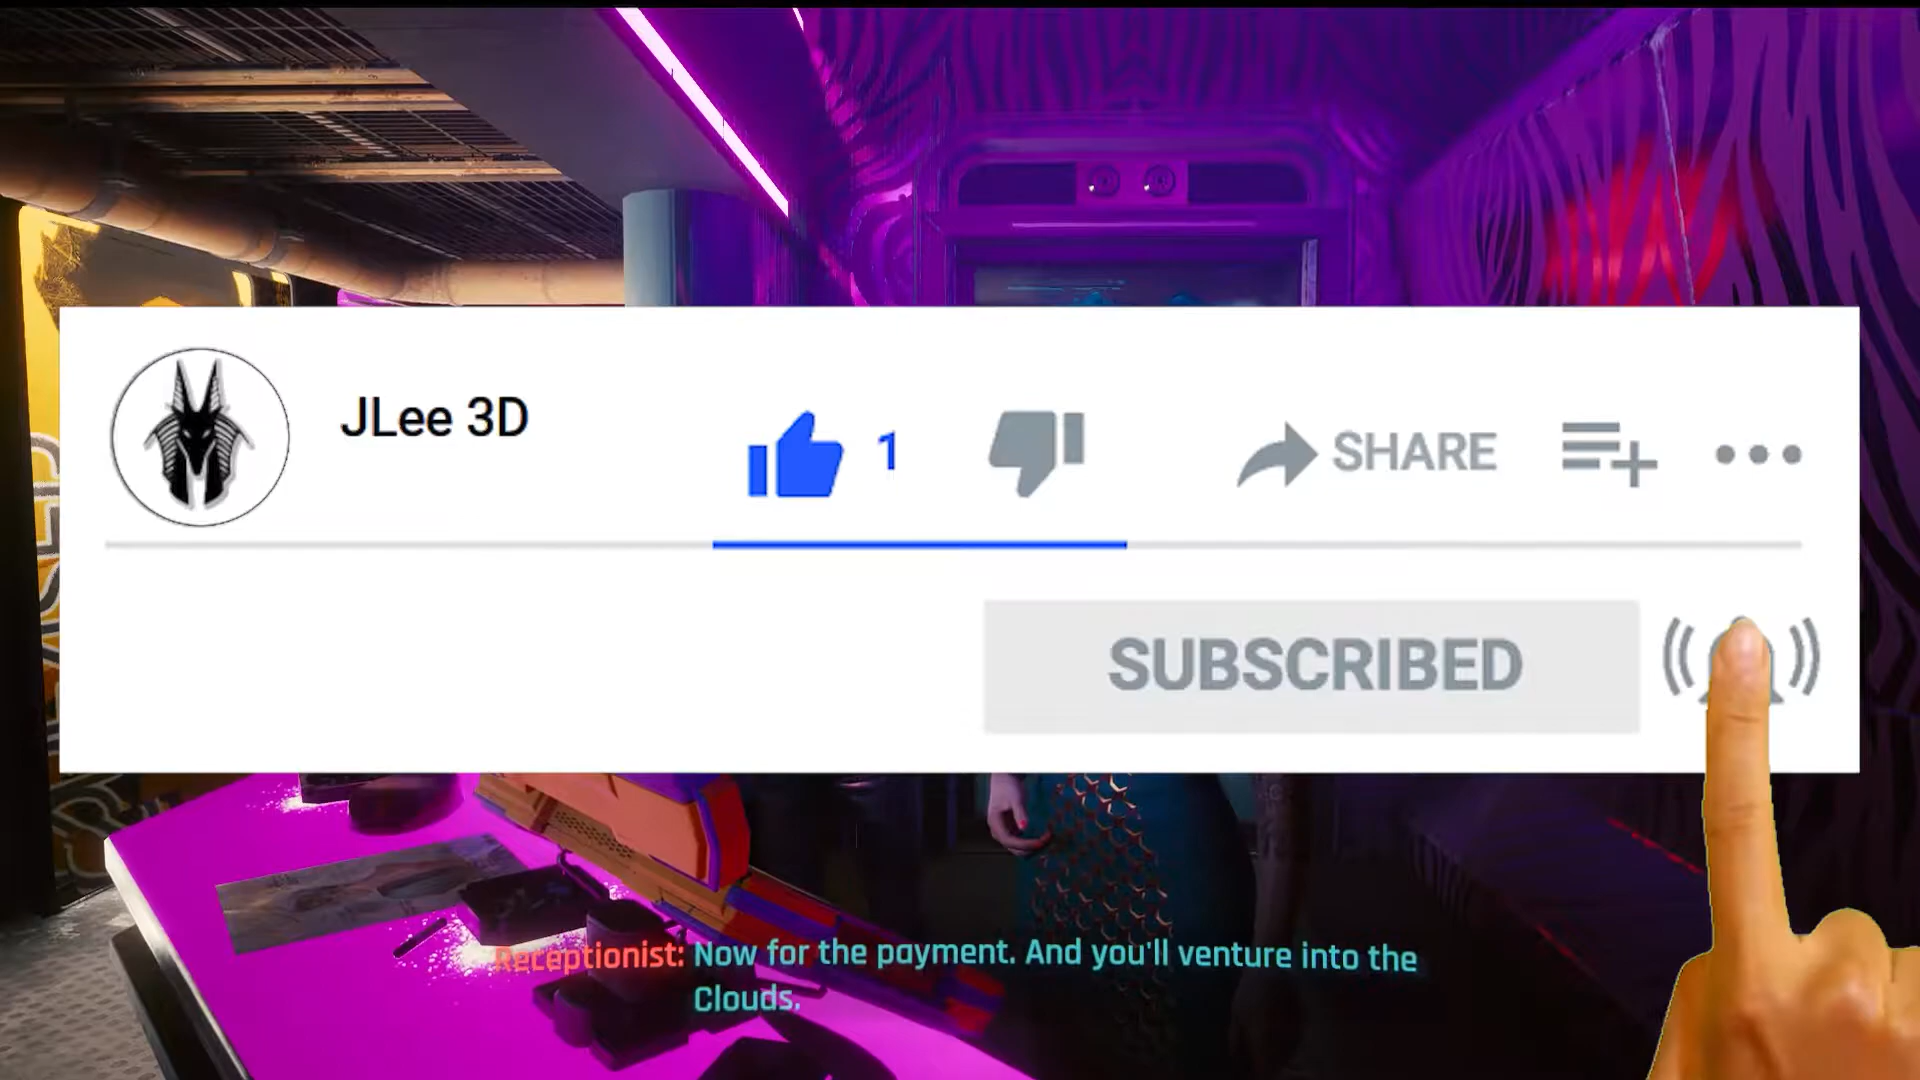 JLee 3D
1
SHARE
SUBSCRIBED
Receptionist: Now for the payment. And you'll venture into the
Clouds.